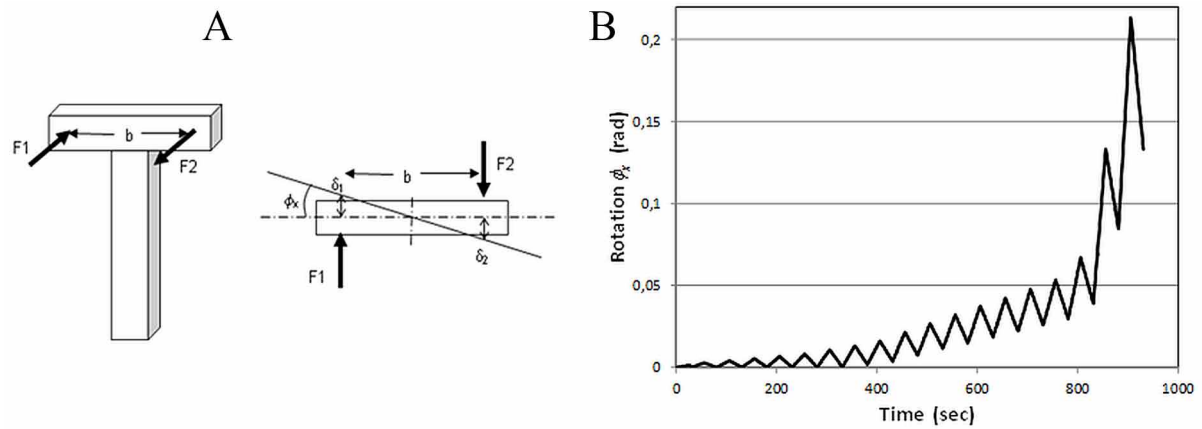 A
F1
b
F2
ϕx
δ1
b
F2
F1
δ2
B
Rotation ϕx (rad)
0,2
0,15
0,1
0,05
0
0 200 400 600 800 1000
Time (sec)